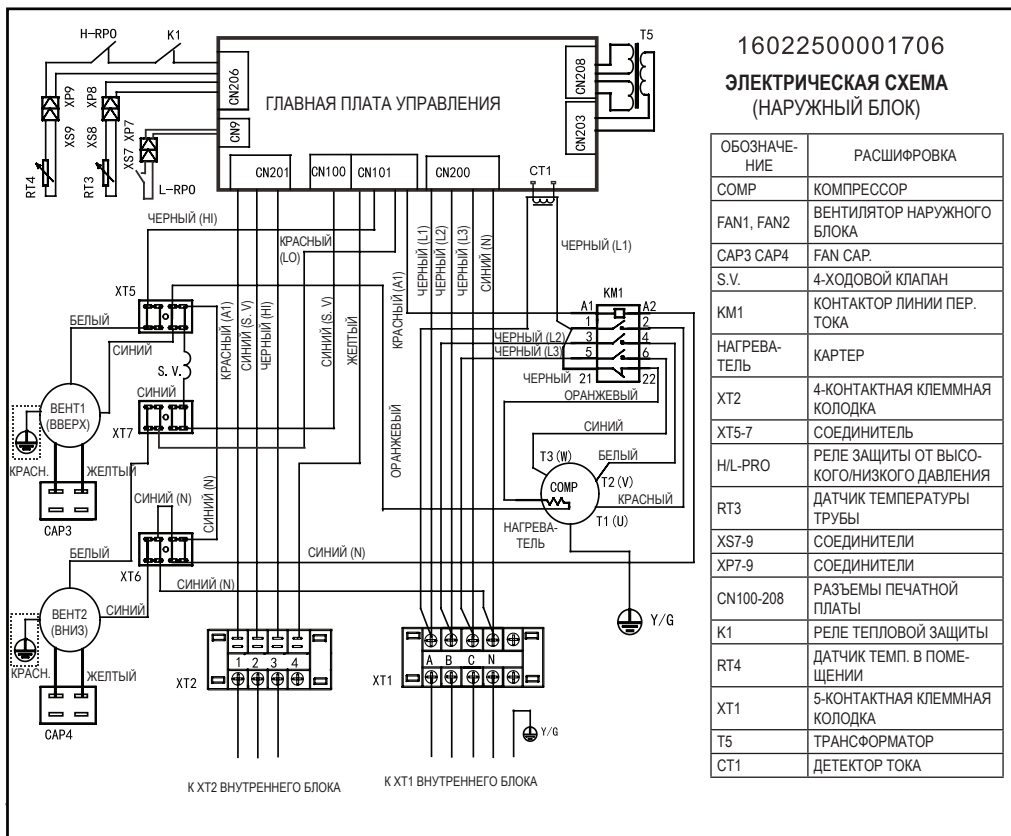 H-RPO
K1
CN206
ГЛАВНАЯ ПЛАТА УПРАВЛЕНИЯ
CN208
T5
XP9
XP8
XS9
XS8
XP7
XS7
CN9
CN203
RT4
RT3
L-RPO
CN201
CN100
CN101
CN200
CT1
ЧЕРНЫЙ (HI)
КРАСНЫЙ (LO)
ЧЕРНЫЙ (L1)
ЧЕРНЫЙ (L2)
ЧЕРНЫЙ (L3)
СИНИЙ (N)
ЧЕРНЫЙ (L1)
XT5
БЕЛЫЙ
СИНИЙ
КРАСНЫЙ (A1)
СИНИЙ (S. V)
ЧЕРНЫЙ (HI)
СИНИЙ (S. V)
ЖЕЛТЫЙ
КРАСНЫЙ (A1)
KM1
A1
A2
1
2
ЧЕРНЫЙ (L2)
3
4
ЧЕРНЫЙ (L3)
5
6
ЧЕРНЫЙ
21
22
ОРАНЖЕВЫЙ
S. V.
СИНИЙ
ВЕНТ1
(ВВЕРХ)
XT7
ОРАНЖЕВЫЙ
СИНИЙ
БЕЛЫЙ
T3 (W)
COMP
T2 (V)
КРАСНЫЙ
T1 (U)
НАГРЕВА-
ТЕЛЬ
КРАСН.
ЖЕЛТЫЙ
CAP3
СИНИЙ (N)
СИНИЙ (N)
БЕЛЫЙ
XT6
СИНИЙ (N)
СИНИЙ (N)
СИНИЙ
ВЕНТ2
(ВНИЗ)
КРАСН.
ЖЕЛТЫЙ
CAP4
Y/G
1 2 3 4
XT2
A B C N
XT1
Y/G
К XT2 ВНУТРЕННЕГО БЛОКА
К XT1 ВНУТРЕННЕГО БЛОКА
16022500001706
ЭЛЕКТРИЧЕСКАЯ СХЕМА
(НАРУЖНЫЙ БЛОК)
ОБОЗНАЧЕ-
НИЕ
РАСШИФРОВКА
COMP
КОМПРЕССОР
FAN1, FAN2
ВЕНТИЛЯТОР НАРУЖНОГО
БЛОКА
CAP3 CAP4
FAN CAP.
S.V.
4-ХОДОВОЙ КЛАПАН
KM1
КОНТАКТОР ЛИНИИ ПЕР.
ТОКА
НАГРЕВА-
ТЕЛЬ
КАРТЕР
XT2
4-КОНТАКТНАЯ КЛЕММНАЯ
КОЛОДКА
XT5-7
СОЕДИНИТЕЛЬ
H/L-PRO
РЕЛЕ ЗАЩИТЫ ОТ ВЫСО-
КОГО/НИЗКОГО ДАВЛЕНИЯ
RT3
ДАТЧИК ТЕМПЕРАТУРЫ
ТРУБЫ
XS7-9
СОЕДИНИТЕЛИ
XP7-9
СОЕДИНИТЕЛИ
CN100-208
РАЗЪЕМЫ ПЕЧАТНОЙ
ПЛАТЫ
K1
РЕЛЕ ТЕПЛОВОЙ ЗАЩИТЫ
RT4
ДАТЧИК ТЕМП. В ПОМЕ-
ЩЕНИИ
XT1
5-КОНТАКТНАЯ КЛЕММНАЯ
КОЛОДКА
T5
ТРАНСФОРМАТОР
CT1
ДЕТЕКТОР ТОКА